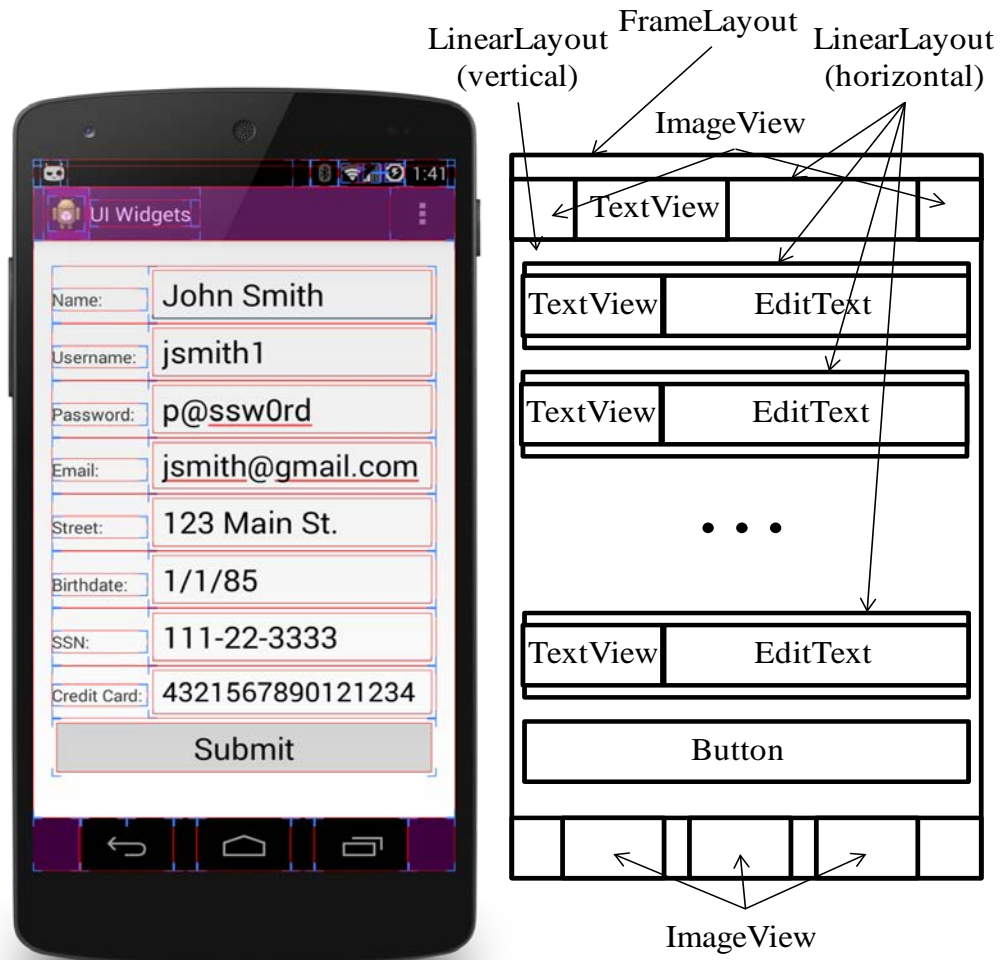 LinearLayout
(vertical)
FrameLayout
LinearLayout
(horizontal)
ImageView
1:41
UI Widgets
Name:
John Smith
Username:
jsmith1
Password:
p@ssw0rd
Email:
jsmith@gmail.com
Street:
123 Main St.
Birthdate:
1/1/85
SSN:
111-22-3333
Credit Card:
4321567890121234
Submit
TextView
TextView
EditText
TextView
EditText
• • •
TextView
EditText
Button
ImageView